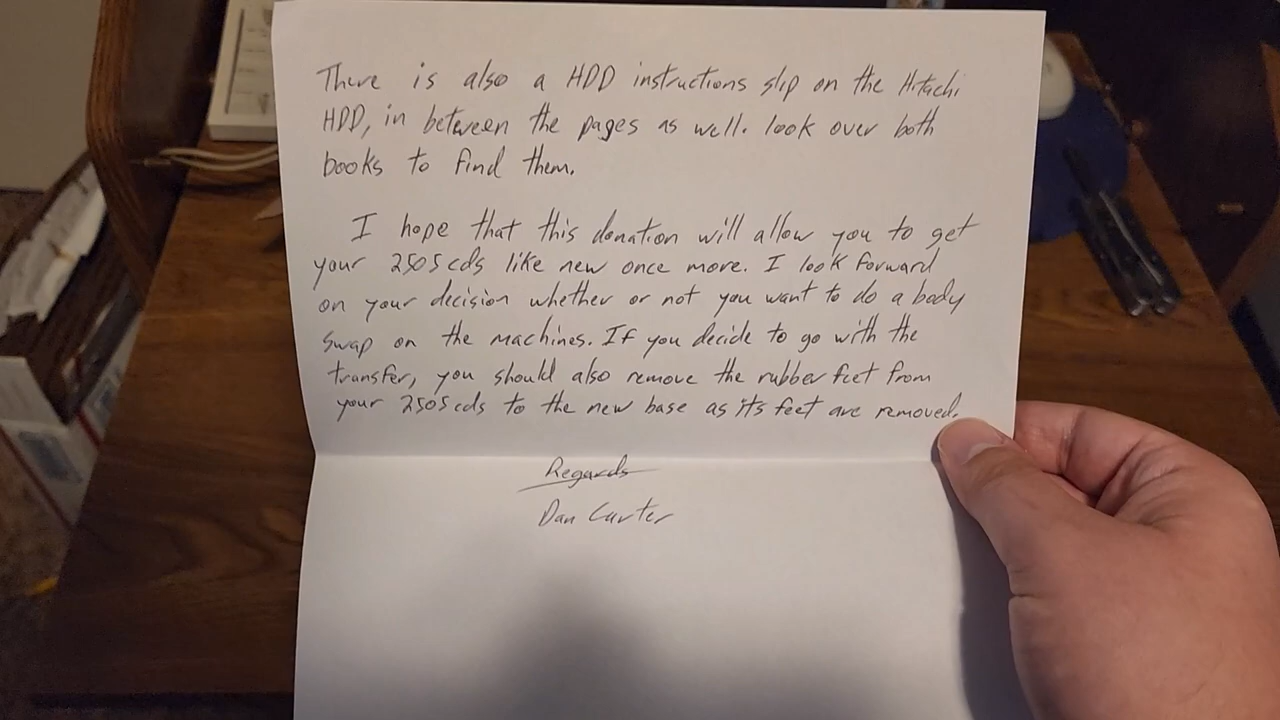 There is also a HDD instructions slip on the Hitachi
HDD, in between the pages as well. look over both
books to find them.
I hope that this donation will allow you to get
your 2505cds like new once more. I look forward
on your decision whether or not you want to do a body
swap on the machines. If you decide to go with the
transfer, you should also remove the rubber feet from
your 2505cds to the new base as its feet are removed.
Regards
Dan Carter